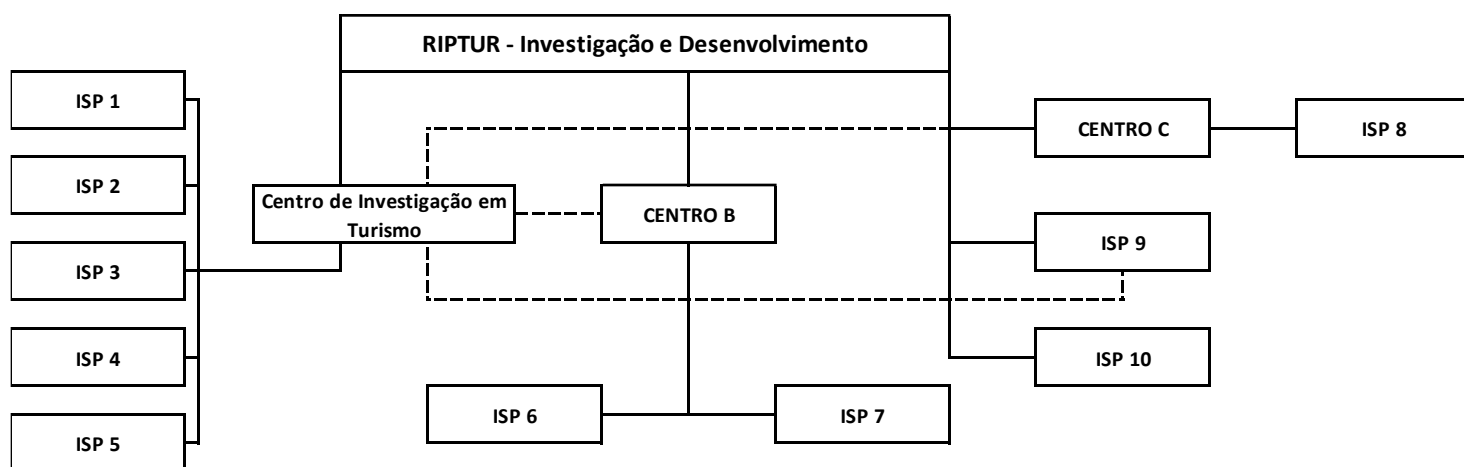 RIPTUR - Investigação e Desenvolvimento
ISP 1
CENTRO C
ISP 8
ISP 2
Centro de Investigação em
Turismo
CENTRO B
ISP 9
ISP 3
ISP 4
ISP 10
ISP 6
ISP 7
ISP 5